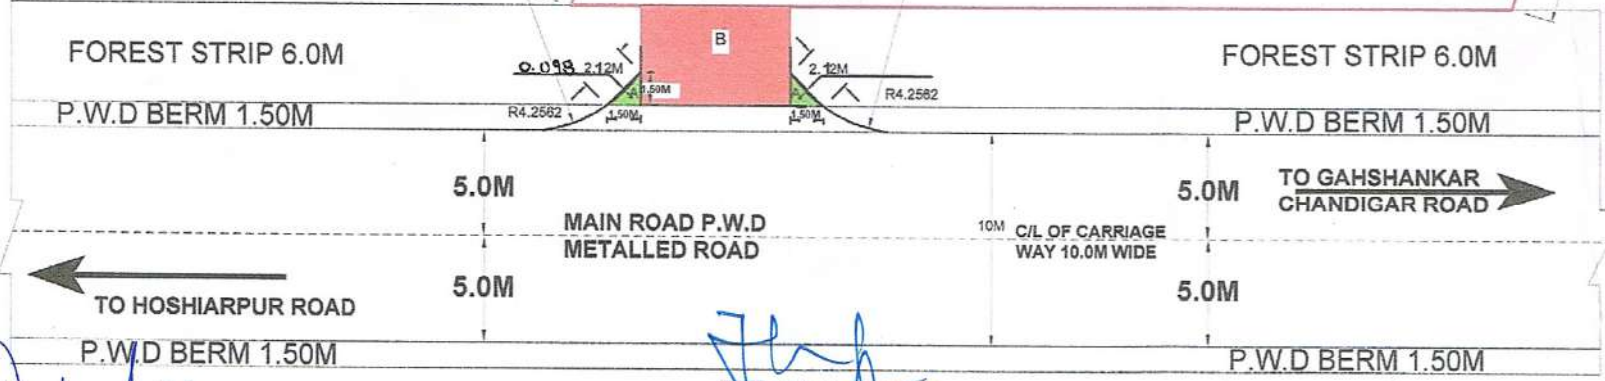 B
FOREST STRIP 6.0M
FOREST STRIP 6.0M
0.098 2.12M
2.12M
A 1.50M
A
R4.2562
R4.2562
1.50M
1.50M
P.W.D BERM 1.50M
P.W.D BERM 1.50M
5.0M
5.0M
TO GAHSHANKAR
CHANDIGAR ROAD
MAIN ROAD P.W.D
METALLED ROAD
10M
C/L OF CARRIAGE
WAY 10.0M WIDE
5.0M
5.0M
TO HOSHIARPUR ROAD
P.W.D BERM 1.50M
P.W.D BERM 1.50M